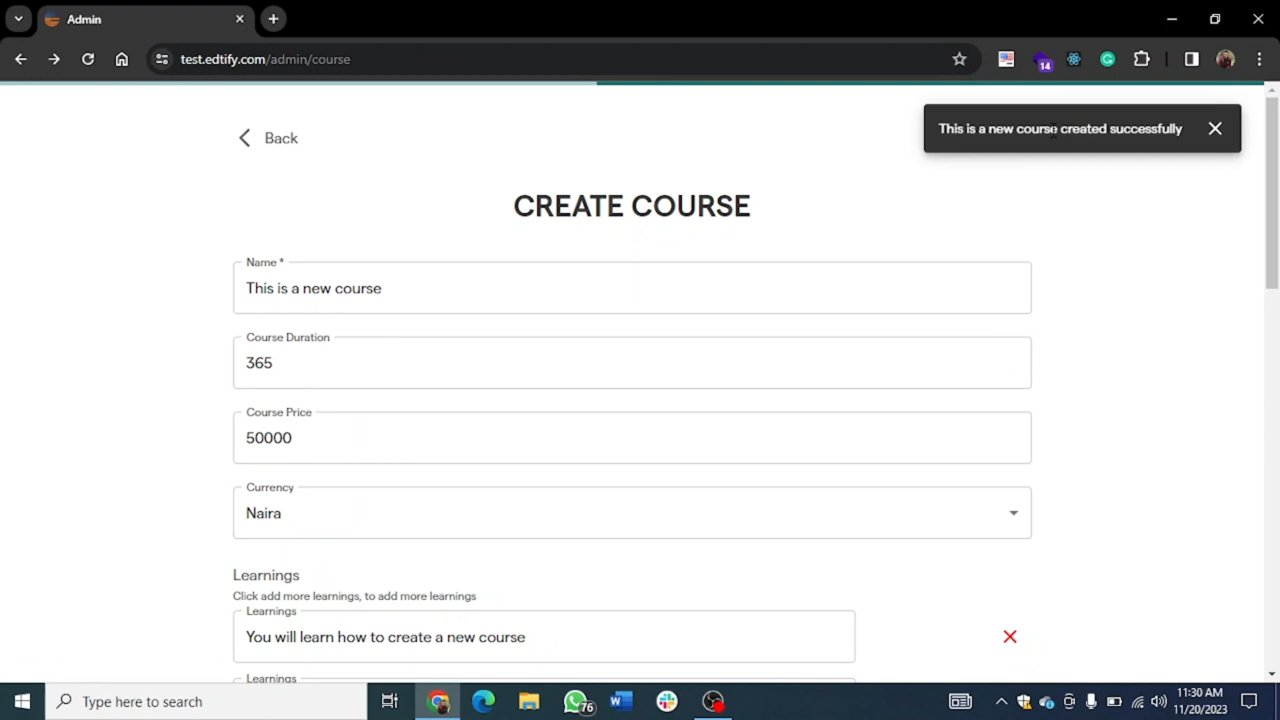 Admin
test.edtify.com/admin/course
14
This is a new course created successfully
Back
CREATE COURSE
Name *
This is a new course
Course Duration
365
Course Price
50000
Currency
Naira
Learnings
Click add more learnings, to add more learnings
Learnings
You will learn how to create a new course
Learnings
Type here to search
76
11:30 AM
11/20/2023